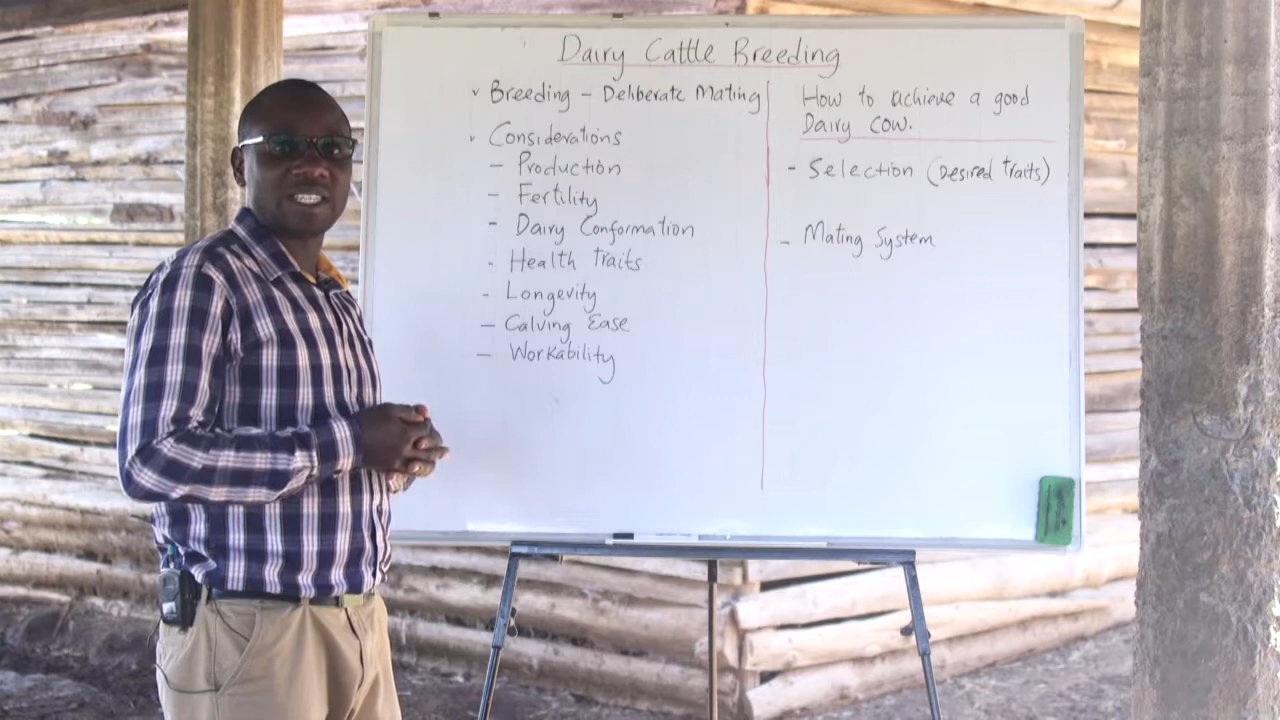 Dairy Cattle Breeding
v Breeding - Deliberate Mating
v Considerations
- Production
- Fertility
- Dairy Conformation
- Health Traits
- Longevity
- Calving Ease
- Workability
How to achieve a good
Dairy cow.
- Selection (Desired traits)
- Mating System